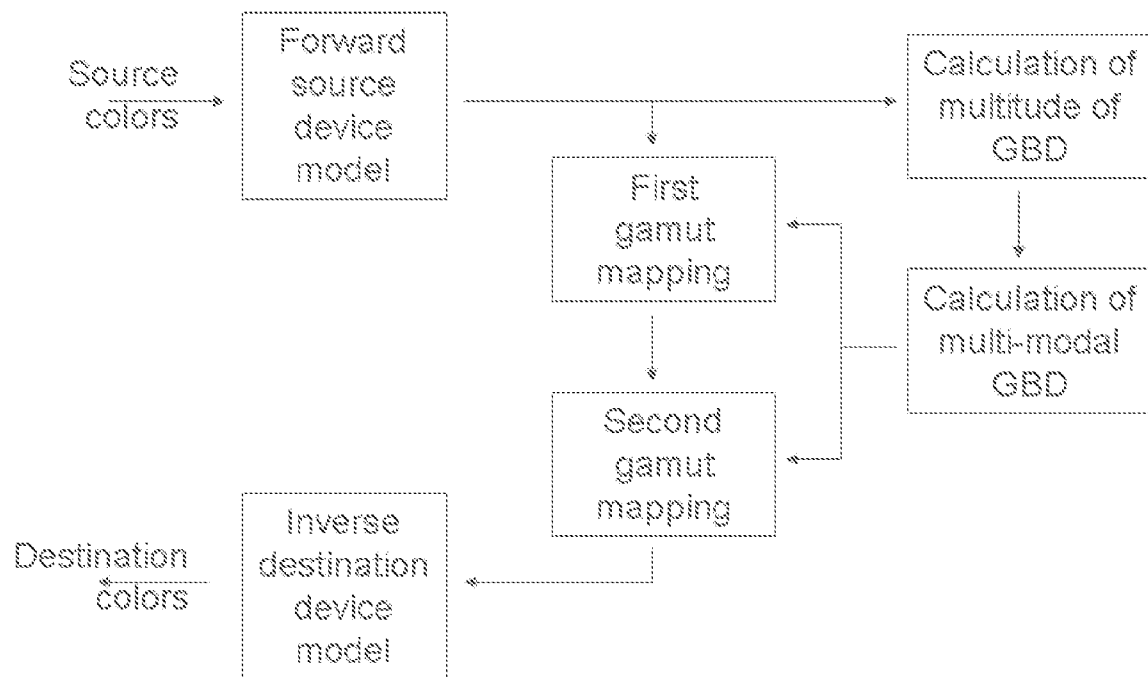 Source
colors
Forward
source
device
model
Calculation of
multitude of
GBD
First
gamut
mapping
Calculation of
multi-modal
GBD
Second
gamut
mapping
Inverse
destination
device
model
Destination
colors